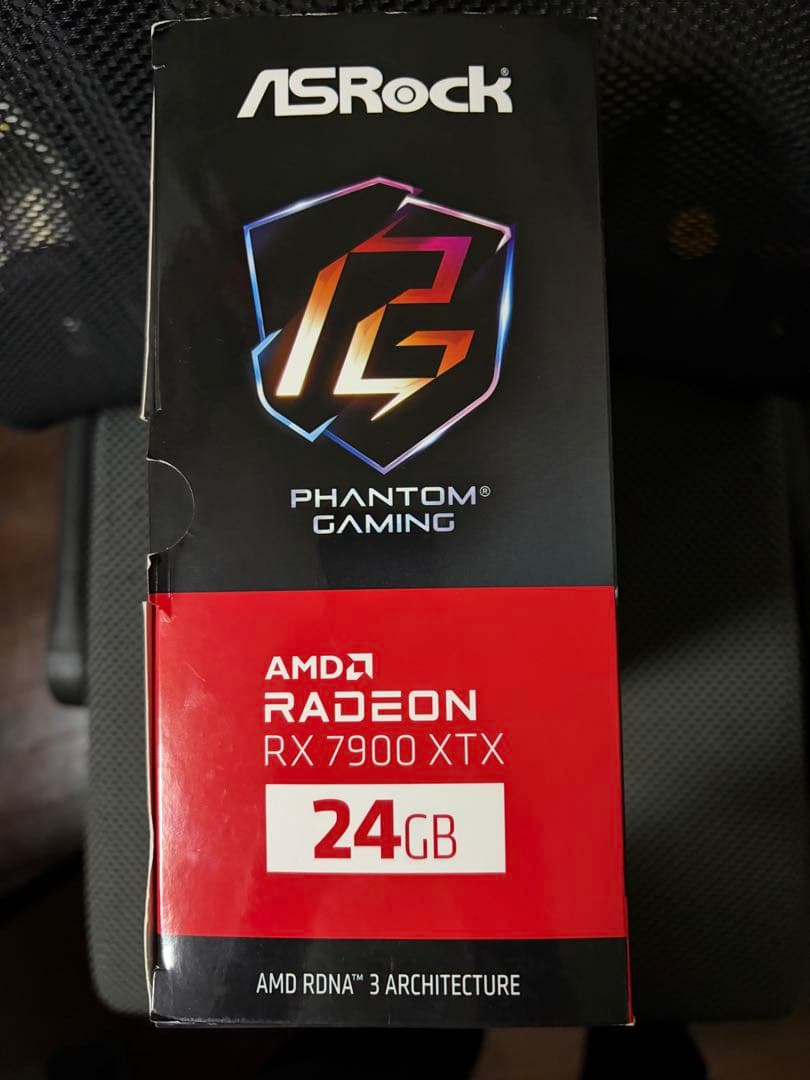 ASRock®
PHANTOM®
GAMING
AMD
RADEON
RX 7900 XTX
24GB
AMD RDNA™ 3 ARCHITECTURE